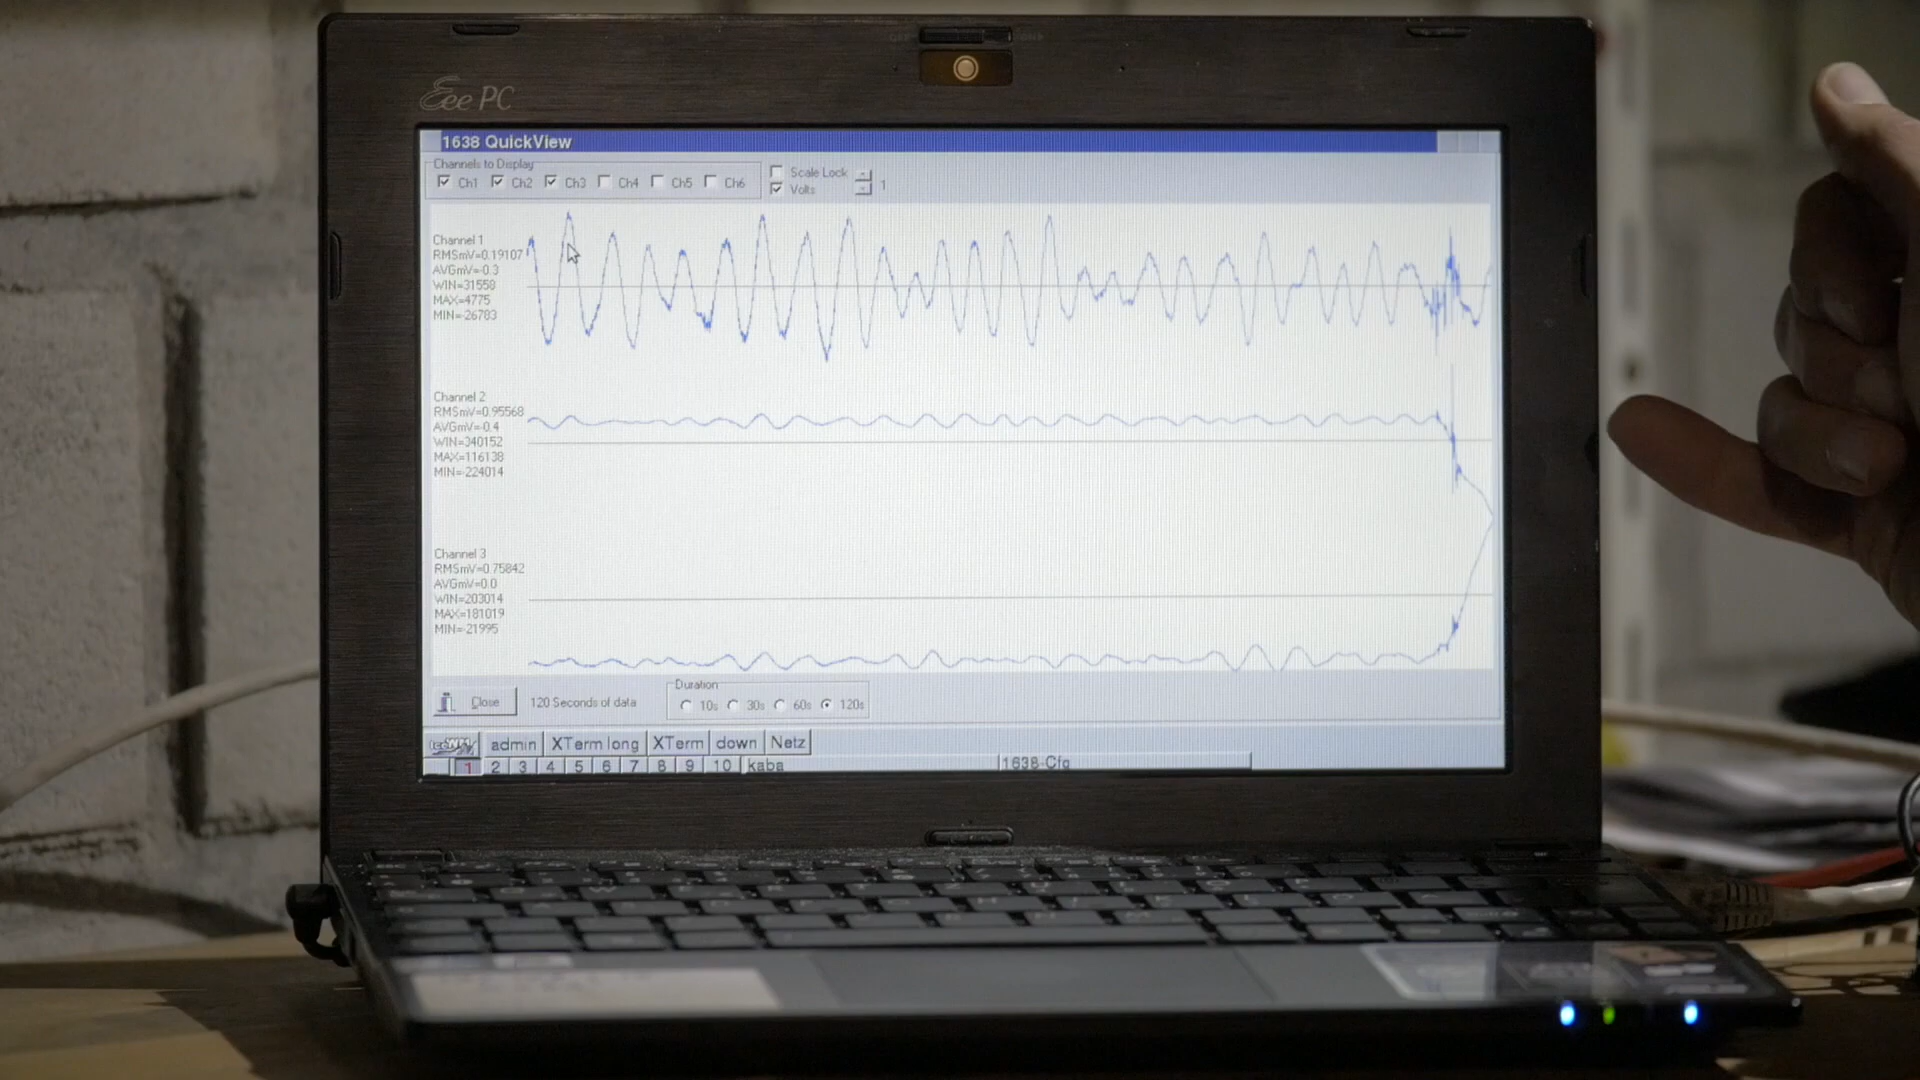 Eee PC
1638 QuickView
Channels to Display
Ch1 Ch2 Ch3 Ch4 Ch5 Ch6
Scale Lock
Volts
1
Channel 1
RMSmV=0.19107
AVGmV=-0.3
WIN=31558
MAX=4775
MIN=-26783
Channel 2
RMSmV=0.95568
AVGmV=-0.4
WIN=340152
MAX=116138
MIN=-224014
Channel 3
RMSmV=0.75842
AVGmV=0.0
WIN=203014
MAX=181019
MIN=-21995
Close
120 Seconds of data
Duration
10s 30s 60s 120s
admin XTerm long XTerm down Netz
1 2 3 4 5 6 7 8 9 10 kaba 1638-Cfg